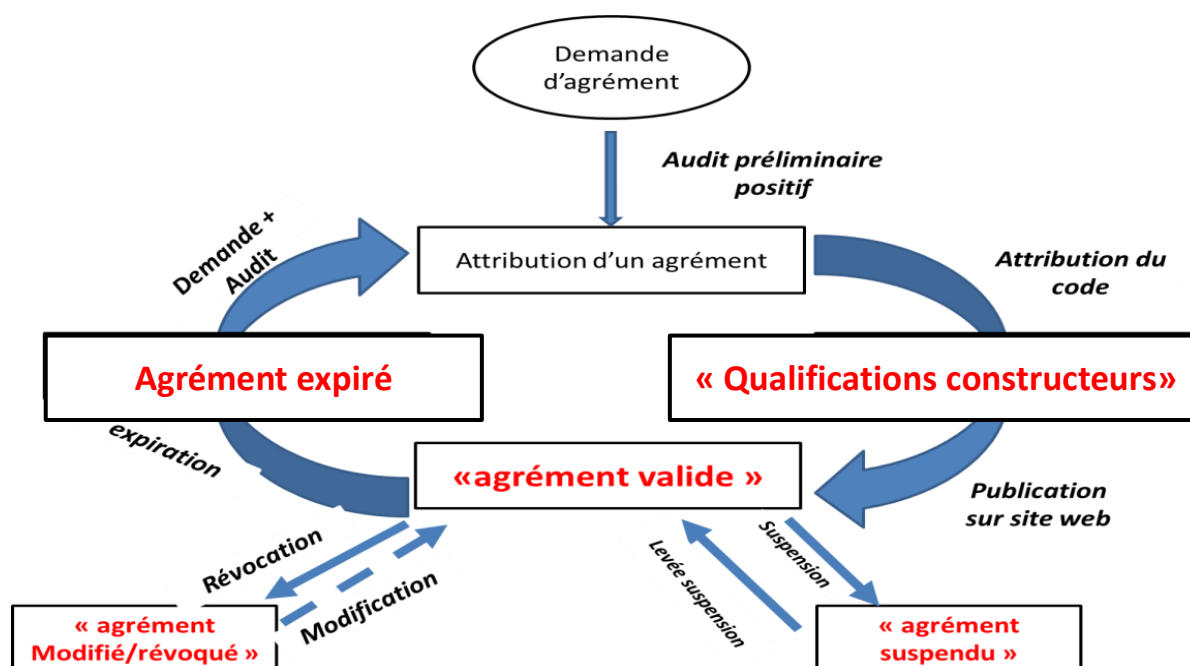 Demande
d’agrément
Audit préliminaire
positif
Demande +
Audit
Attribution d’un agrément
Attribution du
code
Agrément expiré
« Qualifications constructeurs»
expiration
«agrément valide »
Publication
sur site web
Révocation
Modification
Levée suspension
Suspension
« agrément
Modifié/révoqué »
« agrément
suspendu »